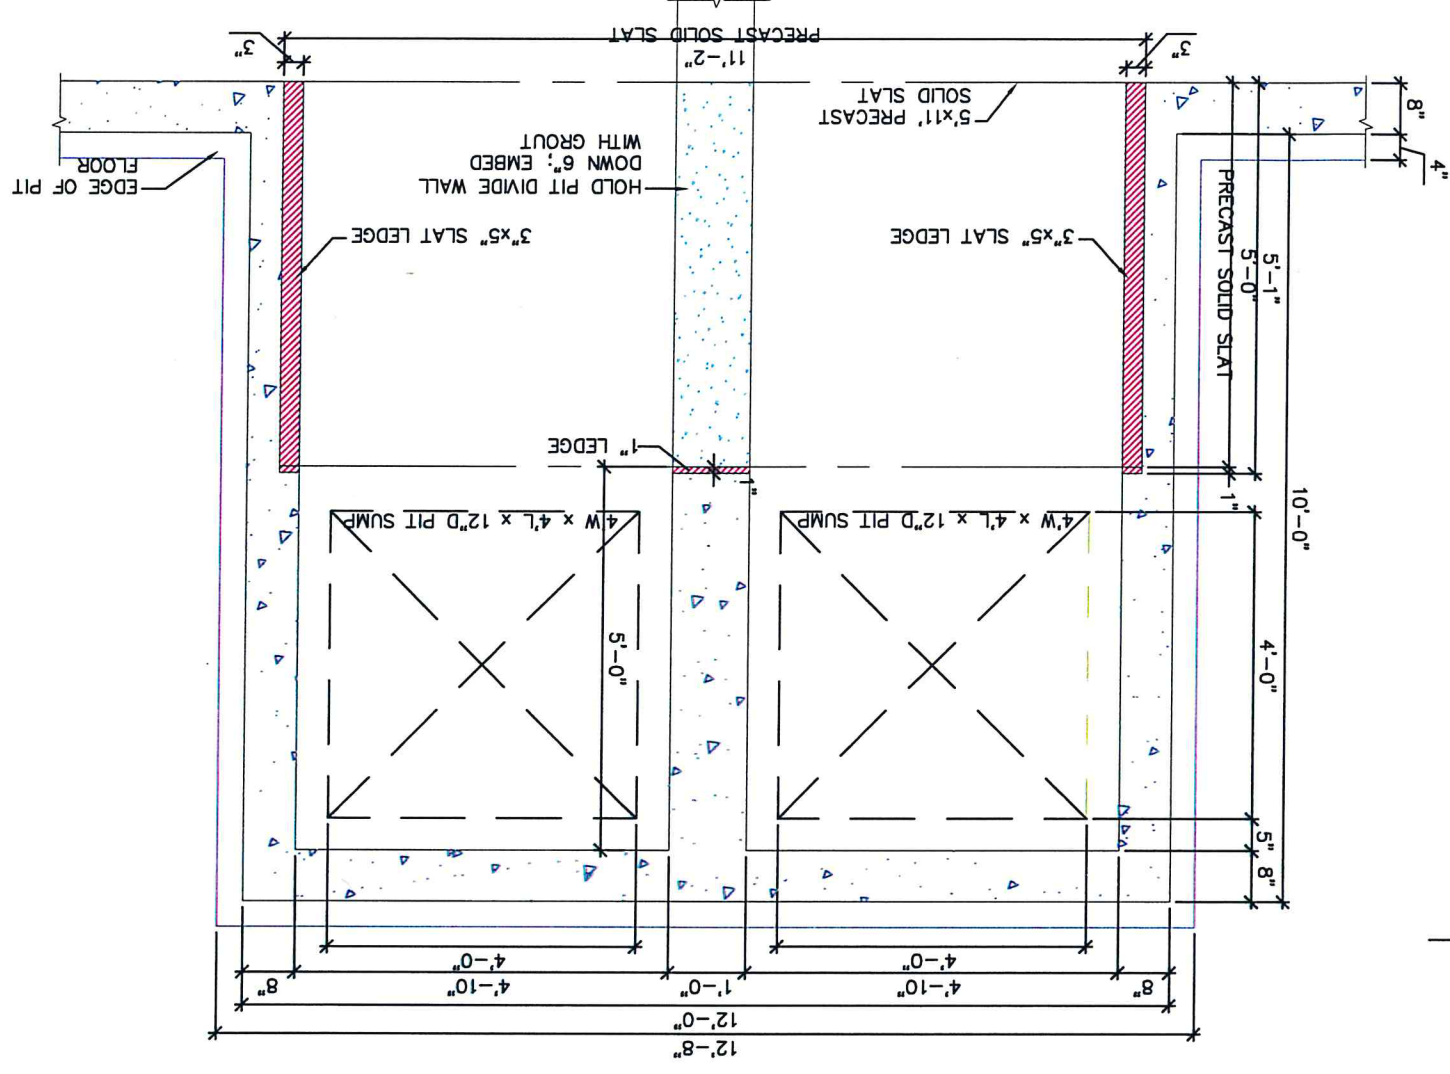 12'-8"
12'-0"
8"
4'-10"
1'-0"
4'-10"
8"
4'-0"
4'-0"
8"
5"
4'-0"
10'-0"
5'-0"
4'W x 4'L x 12"D PIT SUMP
4'W x 4'L x 12"D PIT SUMP
1"
1"
1" LEDGE
3"x5" SLAT LEDGE
3"x5" SLAT LEDGE
5'-1"
5'-0"
PRECAST SOLID SLAT
HOLD PIT DIVIDE WALL
DOWN 6"; EMBED
WITH GROUT
EDGE OF PIT
FLOOR
4"
8"
5'x11' PRECAST
SOLID SLAT
3"
11'-2"
PRECAST SOLID SLAT
3"